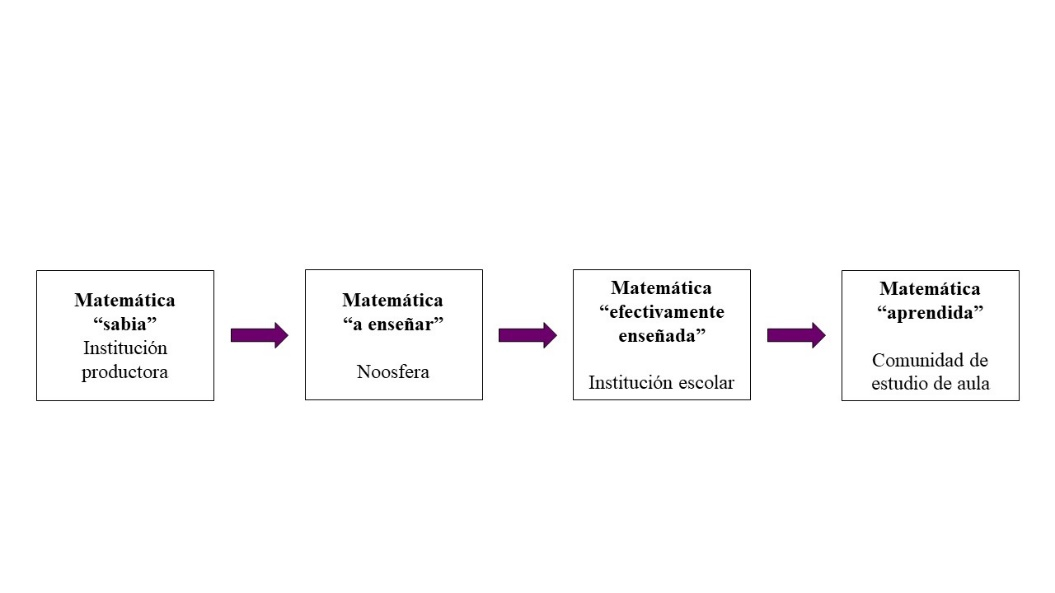 Matemática
“sabia”
Institución
productora
Matemática
“a enseñar”
Noosfera
Matemática
“efectivamente
enseñada”
Institución escolar
Matemática
“aprendida”
Comunidad de
estudio de aula